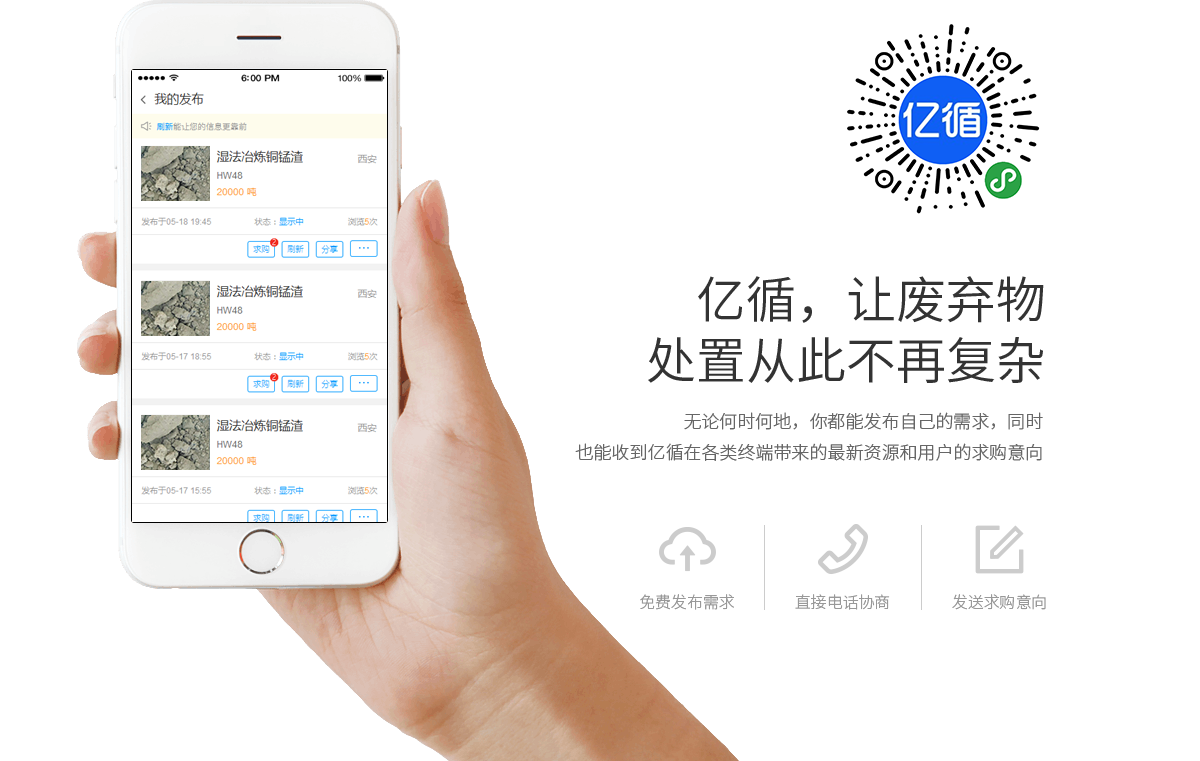 6:00 PM 100%
我的发布
刷新能让您的信息更靠前
湿法冶炼铜锰渣 西安
HW48
20000 吨
发布于05-18 19:45 状态：显示中 浏览5次
求购 2 刷新 分享 ···
湿法冶炼铜锰渣 西安
HW48
20000 吨
发布于05-17 18:55 状态：显示中 浏览5次
求购 2 刷新 分享 ···
湿法冶炼铜锰渣 西安
HW48
20000 吨
发布于05-17 15:55 状态：显示中 浏览5次
求购 刷新 分享 ···
亿循
亿循，让废弃物
处置从此不再复杂
无论何时何地，你都能发布自己的需求，同时
也能收到亿循在各类终端带来的最新资源和用户的求购意向
免费发布需求 直接电话协商 发送求购意向